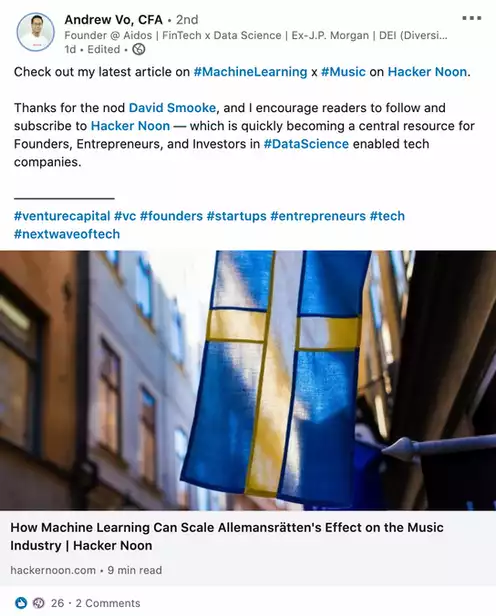 Andrew Vo, CFA • 2nd
Founder @ Aidos | FinTech x Data Science | Ex-J.P. Morgan | DEI (Diversi...
1d • Edited •
Check out my latest article on #MachineLearning x #Music on Hacker Noon.
Thanks for the nod David Smooke, and I encourage readers to follow and
subscribe to Hacker Noon — which is quickly becoming a central resource for
Founders, Entrepreneurs, and Investors in #DataScience enabled tech
companies.
#venturecapital #vc #founders #startups #entrepreneurs #tech
#nextwaveoftech
How Machine Learning Can Scale Allemansrätten's Effect on the Music
Industry | Hacker Noon
hackernoon.com • 9 min read
26 • 2 Comments